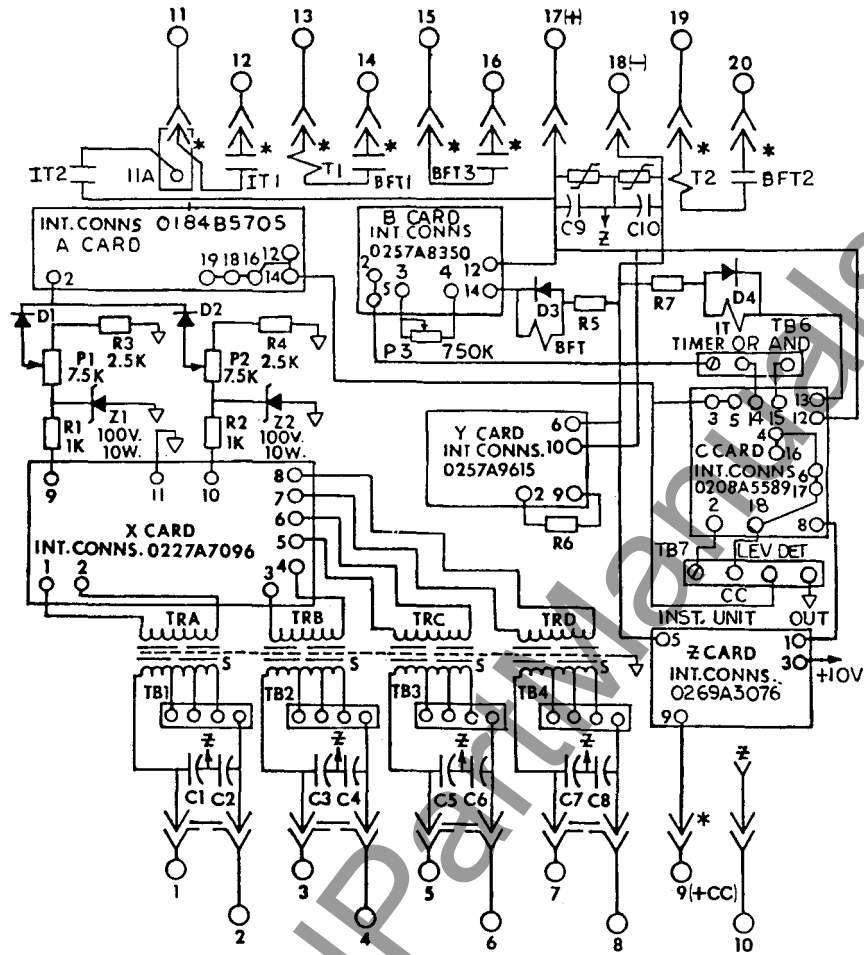 11 13 15 17(+) 19
12 14 16 18(-) 20
* * * * * *
IT2 11A IT1 T1 BFT1 BFT3 T2 BFT2
C9 C10
Z
INT. CONNS 0184B5705
A CARD
2 19 18 16 12 14
B CARD
INT CONNS
0257A8350
2 5 3 4 12 14
P3 750K
D3 R5
BFT
R7 D4
IT TB6
TIMER OR AND
D1 R3 2.5K
D2 R4 2.5K
P1 7.5K
P2 7.5K
R1 1K
Z1 100V. 10W.
R2 1K
Z2 100V. 10W.
Y CARD
INT CONNS.
0257A9615
6 10 2 9
R6
3 5 14 15 13 12
4 16
C CARD
INT. CONNS
0208A5589
6 17
2 18 8
TB7 LEV DET
CC
9 11 10
8 7 6 5 4
X CARD
INT. CONNS. 0227A7096
1 2 3
INST. UNIT OUT
5 1 3
Z CARD
INT. CONNS.
0269A3076
9
+10V
TRA TRB TRC TRD
S S S S
TB1 TB2 TB3 TB4
Z Z Z Z Z
C1 C2 C3 C4 C5 C6 C7 C8
*
1 3 5 7 9(+CC)
2 4 6 8 10
PartManuals